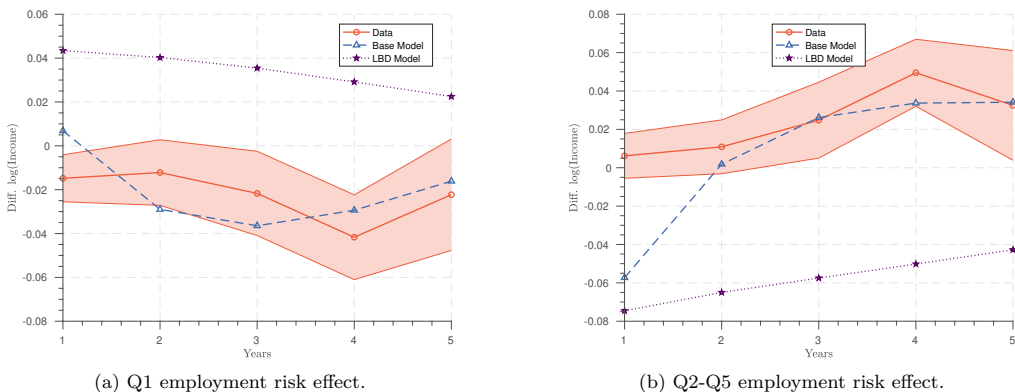 0.06
0.04
0.02
0
-0.02
-0.04
-0.06
-0.08
Diff. log(Income)
Data
Base Model
LBD Model
1 2 3 4 5
Years
(a) Q1 employment risk effect.
0.08
0.06
0.04
0.02
0
-0.02
-0.04
-0.06
-0.08
Diff. log(Income)
Data
Base Model
LBD Model
1 2 3 4 5
Years
(b) Q2-Q5 employment risk effect.